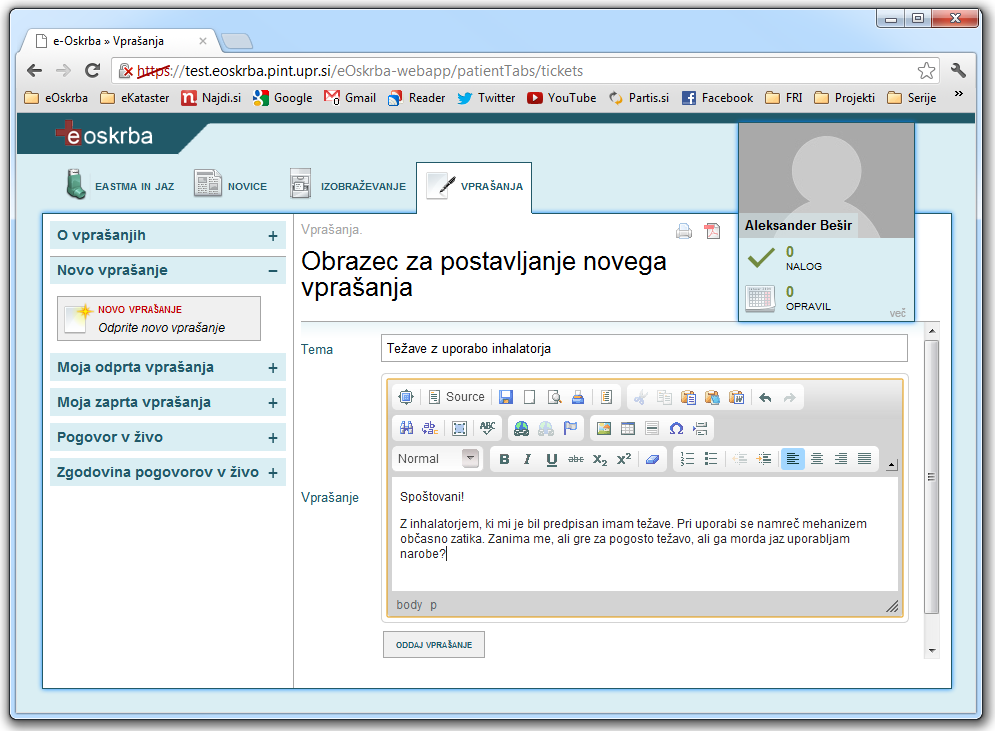 e-Oskrba » Vprašanja
https://test.eoskrba.pint.upr.si/eOskrba-webapp/patientTabs/tickets
eOskrba eKataster Najdi.si Google Gmail Reader Twitter YouTube Partis.si Facebook FRI Projekti Serije »
eoskrba
EASTMA IN JAZ NOVICE IZOBRAŽEVANJE VPRAŠANJA
Aleksander Bešir
0
NALOG
0
OPRAVIL
več
O vprašanjih +
Novo vprašanje –
NOVO VPRAŠANJE
Odprite novo vprašanje
Moja odprta vprašanja +
Moja zaprta vprašanja +
Pogovor v živo +
Zgodovina pogovorov v živo +
Vprašanja.
Obrazec za postavljanje novega
vprašanja
Tema
Težave z uporabo inhalatorja
Source
ABC
Normal B I U abc X₂ X²
Vprašanje
Spoštovani!
Z inhalatorjem, ki mi je bil predpisan imam težave. Pri uporabi se namreč mehanizem
občasno zatika. Zanima me, ali gre za pogosto težavo, ali ga morda jaz uporabljam
narobe?
body p
ODDAJ VPRAŠANJE